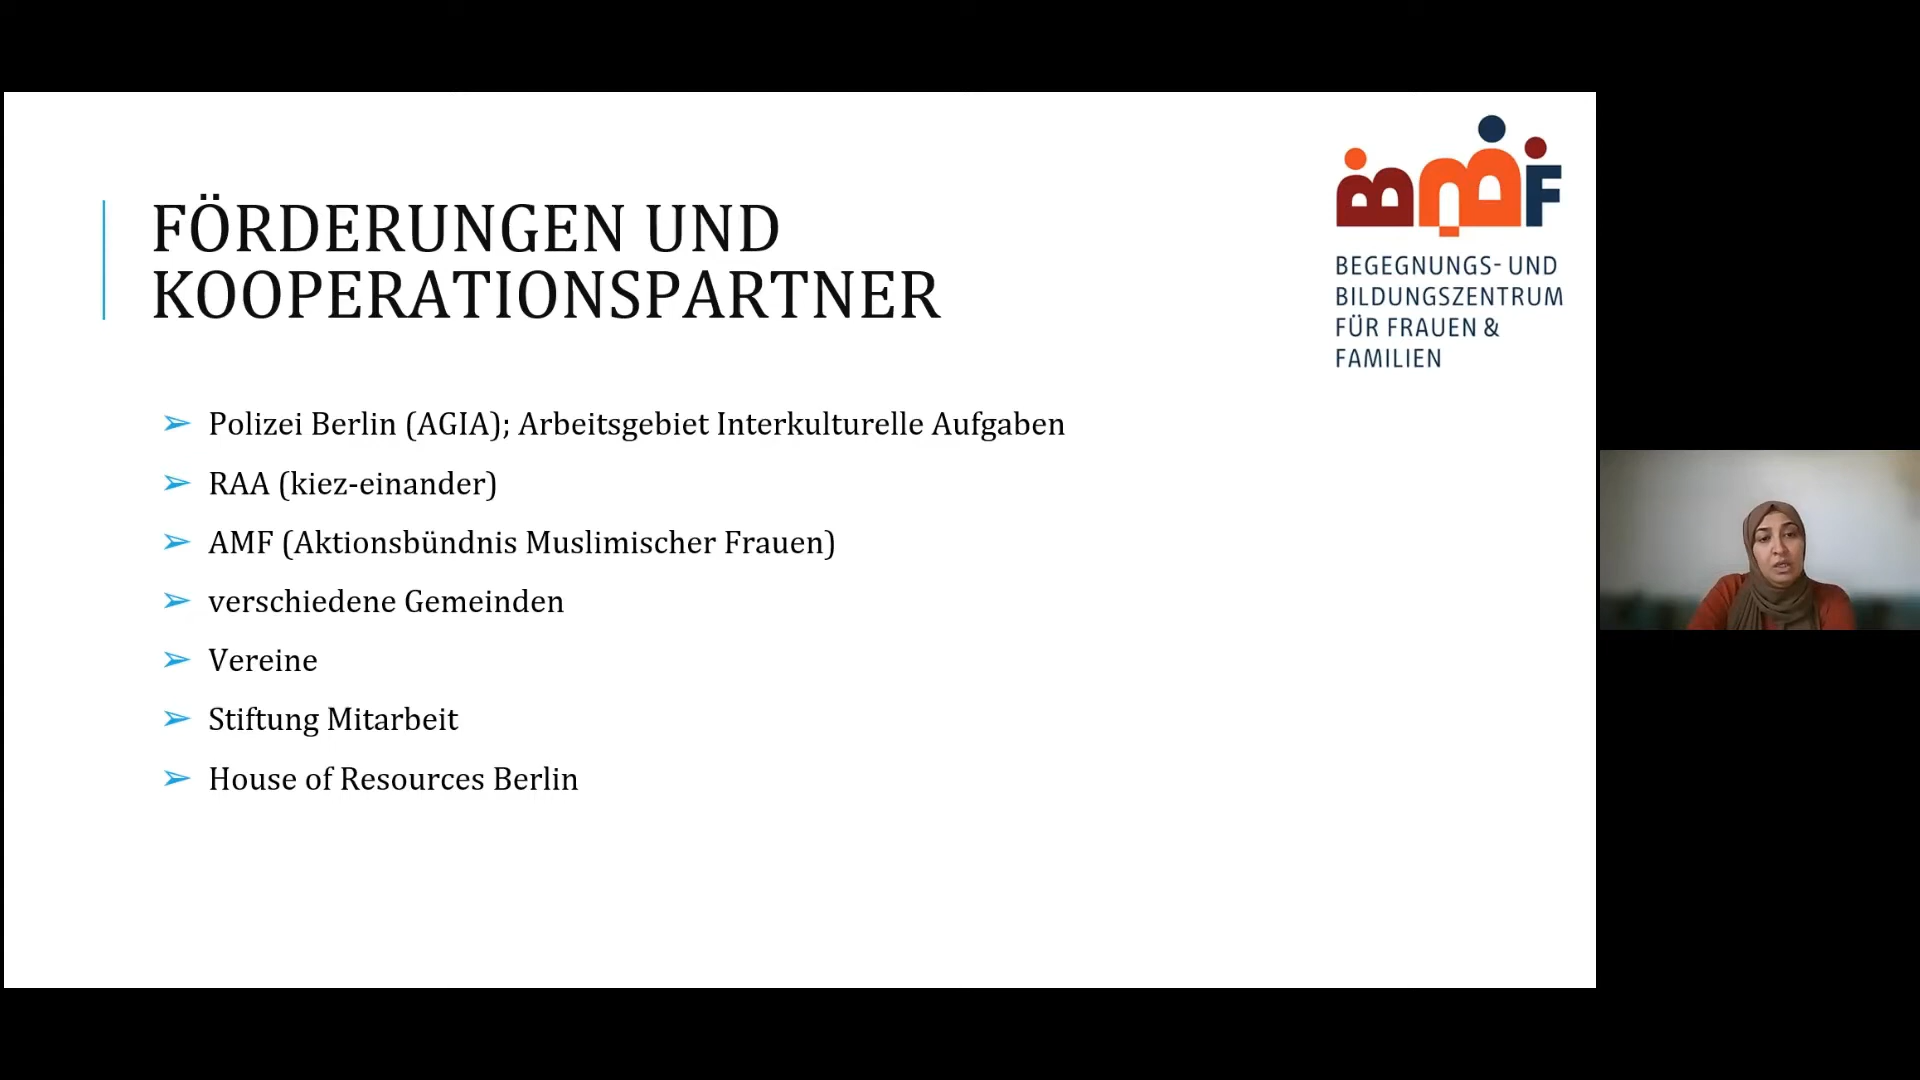 FÖRDERUNGEN UND
KOOPERATIONSPARTNER
BMF
BEGEGNUNGS- UND
BILDUNGSZENTRUM
FÜR FRAUEN &
FAMILIEN
➢ Polizei Berlin (AGIA); Arbeitsgebiet Interkulturelle Aufgaben
➢ RAA (kiez-einander)
➢ AMF (Aktionsbündnis Muslimischer Frauen)
➢ verschiedene Gemeinden
➢ Vereine
➢ Stiftung Mitarbeit
➢ House of Resources Berlin